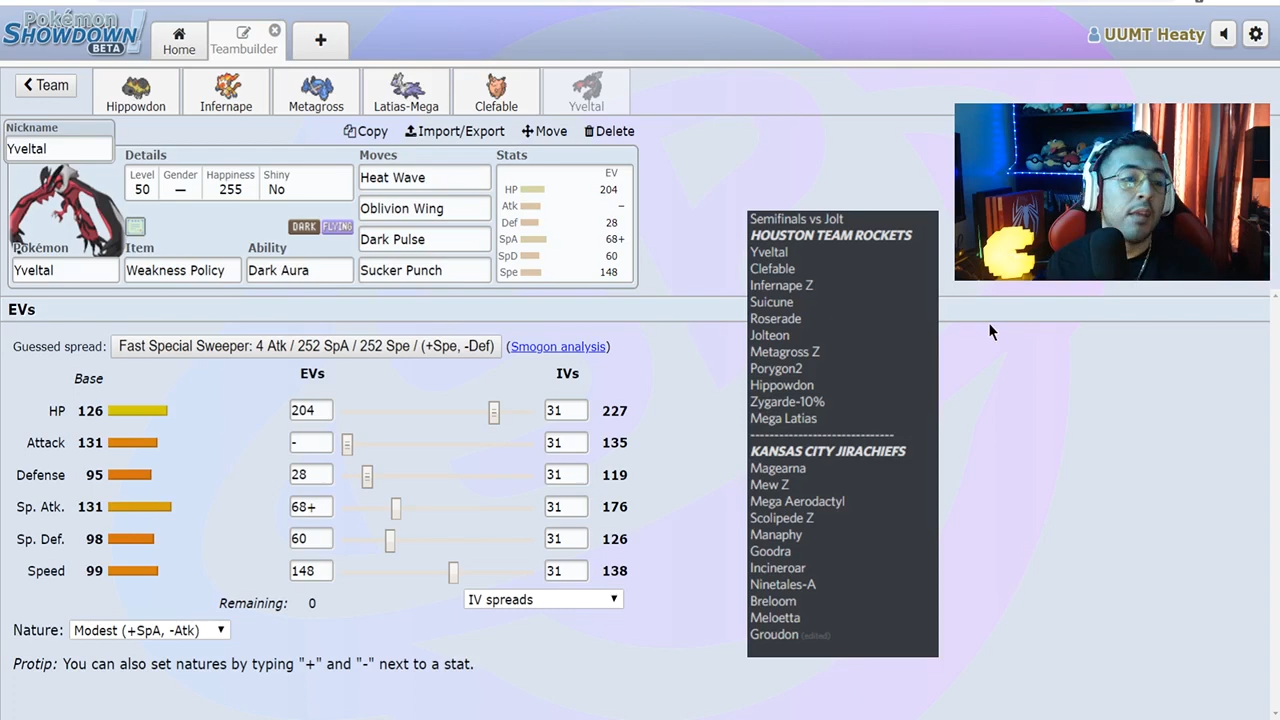 Pokémon
SHOWDOWN!
BETA
Home
Teambuilder
+
UUMT Heaty
Team
Hippowdon
Infernape
Metagross
Latias-Mega
Clefable
Yveltal
Nickname
Yveltal
Copy Import/Export Move Delete
Details
Level
50
Gender
—
Happiness
255
Shiny
No
DARK FLYING
Pokémon
Yveltal
Item
Weakness Policy
Ability
Dark Aura
Moves
Heat Wave
Oblivion Wing
Dark Pulse
Sucker Punch
Stats
EV
HP 204
Atk –
Def 28
SpA 68+
SpD 60
Spe 148
EVs
Guessed spread: Fast Special Sweeper: 4 Atk / 252 SpA / 252 Spe / (+Spe, -Def) (Smogon analysis)
Base EVs IVs
HP 126 204 31 227
Attack 131 - 31 135
Defense 95 28 31 119
Sp. Atk. 131 68+ 31 176
Sp. Def. 98 60 31 126
Speed 99 148 31 138
Remaining: 0
IV spreads
Nature: Modest (+SpA, -Atk)
Protip: You can also set natures by typing "+" and "-" next to a stat.
Semifinals vs Jolt
HOUSTON TEAM ROCKETS
Yveltal
Clefable
Infernape Z
Suicune
Roserade
Jolteon
Metagross Z
Porygon2
Hippowdon
Zygarde-10%
Mega Latias
------------------------------
KANSAS CITY JIRACHIEFS
Magearna
Mew Z
Mega Aerodactyl
Scolipede Z
Manaphy
Goodra
Incineroar
Ninetales-A
Breloom
Meloetta
Groudon (edited)